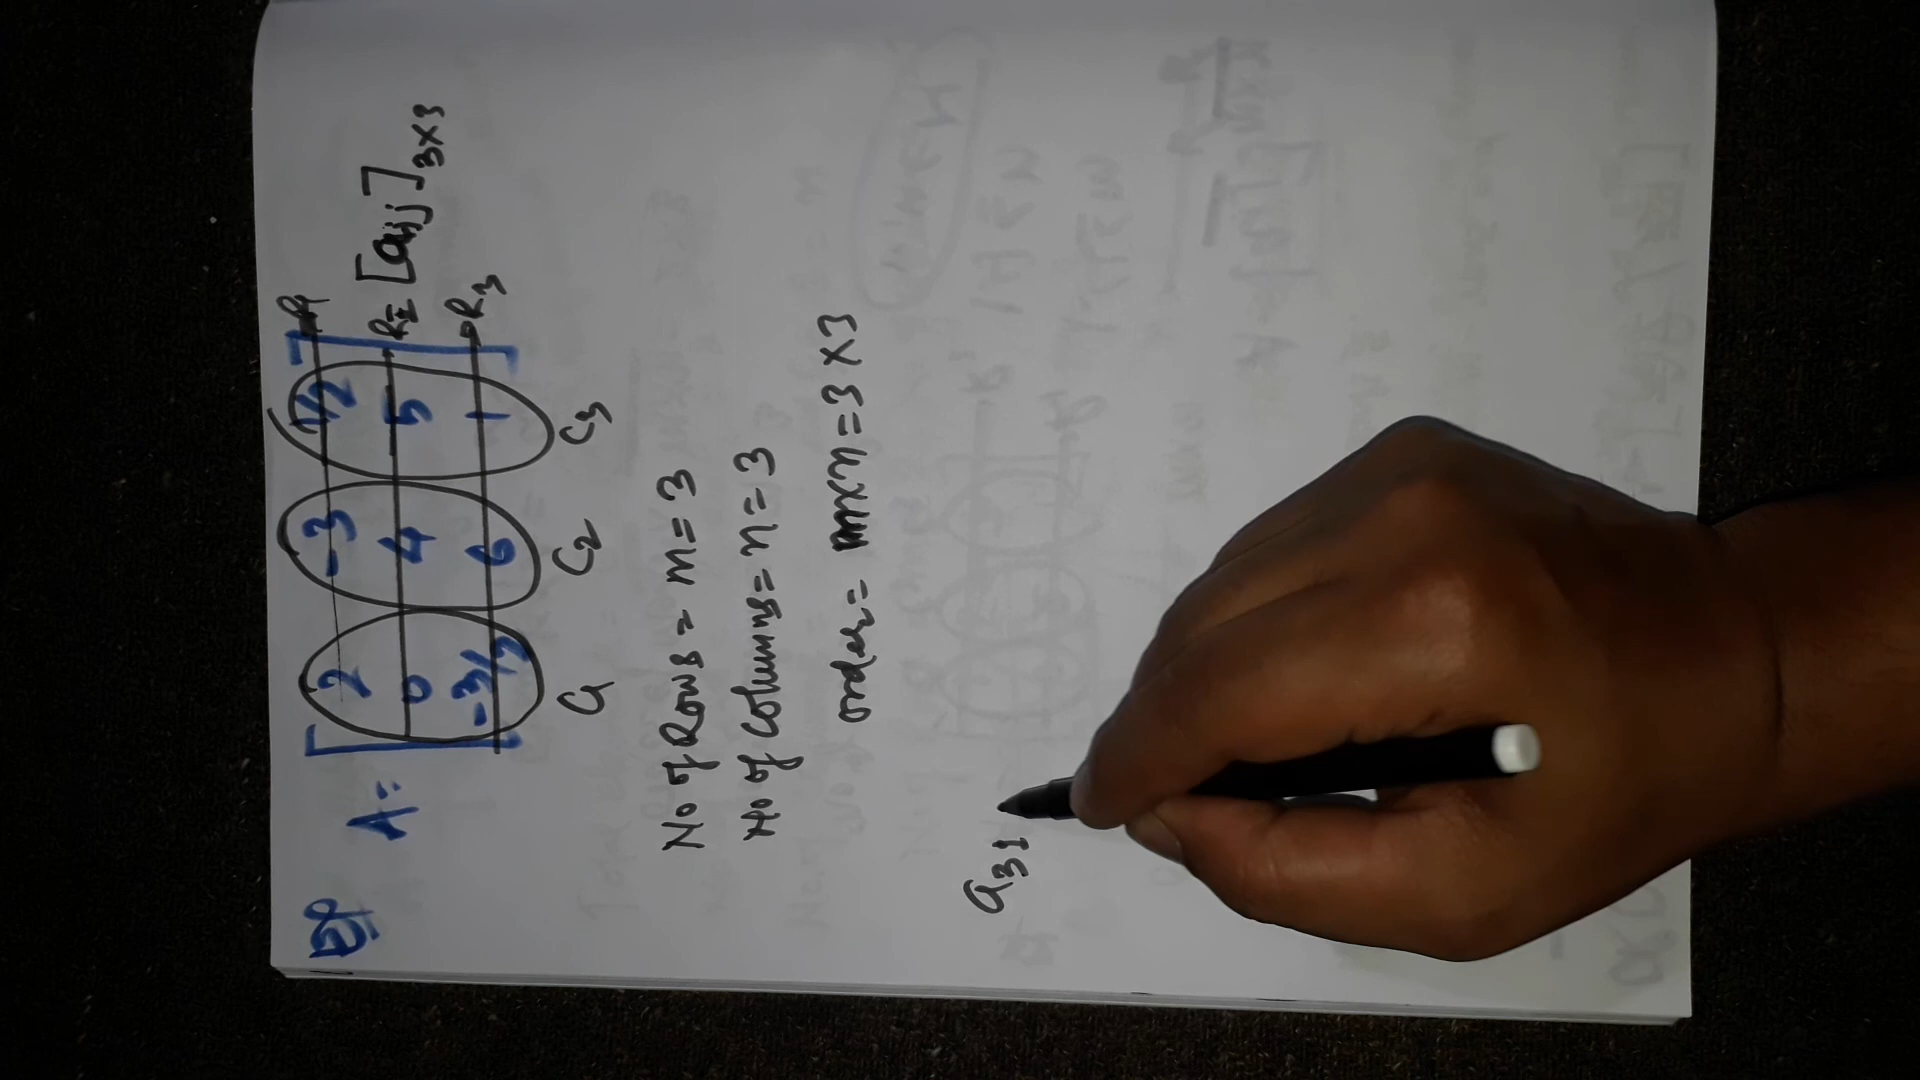 Ex A = [ 2 -3 1/2 ] → R1
[ 0 4 5 ] → R2 = [aij]3×3
[ -3/2 6 1 ] → R3
C1 C2 C3
No of Rows = m = 3
No of columns = n = 3
order = m×n = 3×3
a31